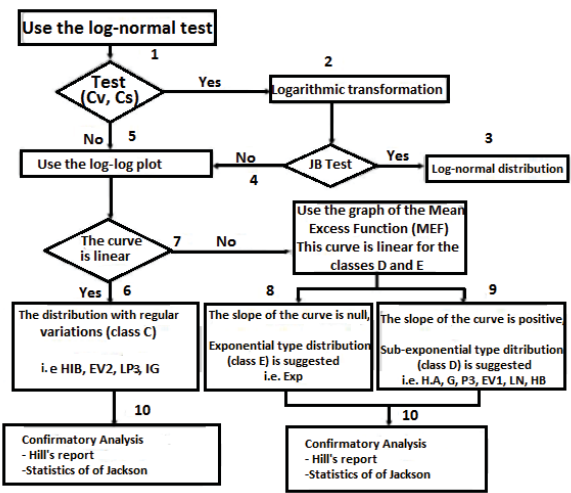 Use the log-normal test
1
Test
(Cv, Cs)
Yes
2
Logarithmic transformation
No
5
JB Test
Yes
3
Log-normal distribution
No
4
Use the log-log plot
The curve
is linear
7
No
Use the graph of the Mean
Excess Function (MEF)
This curve is linear for the
classes D and E
Yes
6
The distribution with regular
variations (class C)
i. e HIB, EV2, LP3, IG
8
The slope of the curve is null,
Exponential type distribution
(class E) is suggested
i.e. Exp
9
The slope of the curve is positive,
Sub-exponential type ditribution
(class D) is suggested
i.e. H.A, G, P3, EV1, LN, HB
10
Confirmatory Analysis
- Hill's report
-Statistics of of Jackson
10
Confirmatory Analysis
- Hill's report
-Statistics of of Jackson